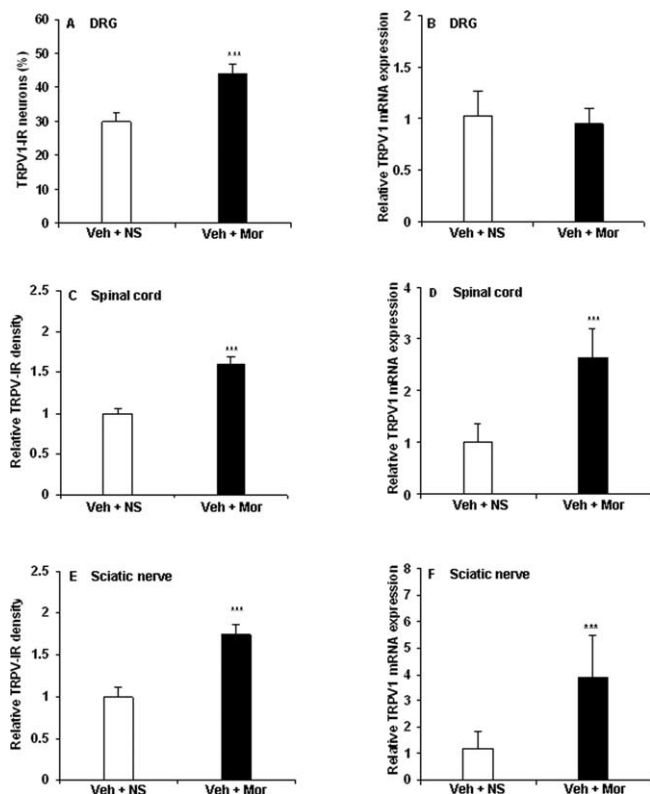 A DRG
TRPV1-IR neurons (%)
60
50
40
30
20
10
0
***
Veh + NS
Veh + Mor
B DRG
Relative TRPV1 mRNA expression
2
1.5
1
0.5
0
Veh + NS
Veh + Mor
C Spinal cord
Relative TRPV-IR density
2.5
2
1.5
1
0.5
0
***
Veh + NS
Veh + Mor
D Spinal cord
Relative TRPV1 mRNA expression
4
3
2
1
0
***
Veh + NS
Veh + Mor
E Sciatic nerve
Relative TRPV-IR density
2.5
2
1.5
1
0.5
0
***
Veh + NS
Veh + Mor
F Sciatic nerve
Relative TRPV1 mRNA expression
8
7
6
5
4
3
2
1
0
***
Veh + NS
Veh + Mor